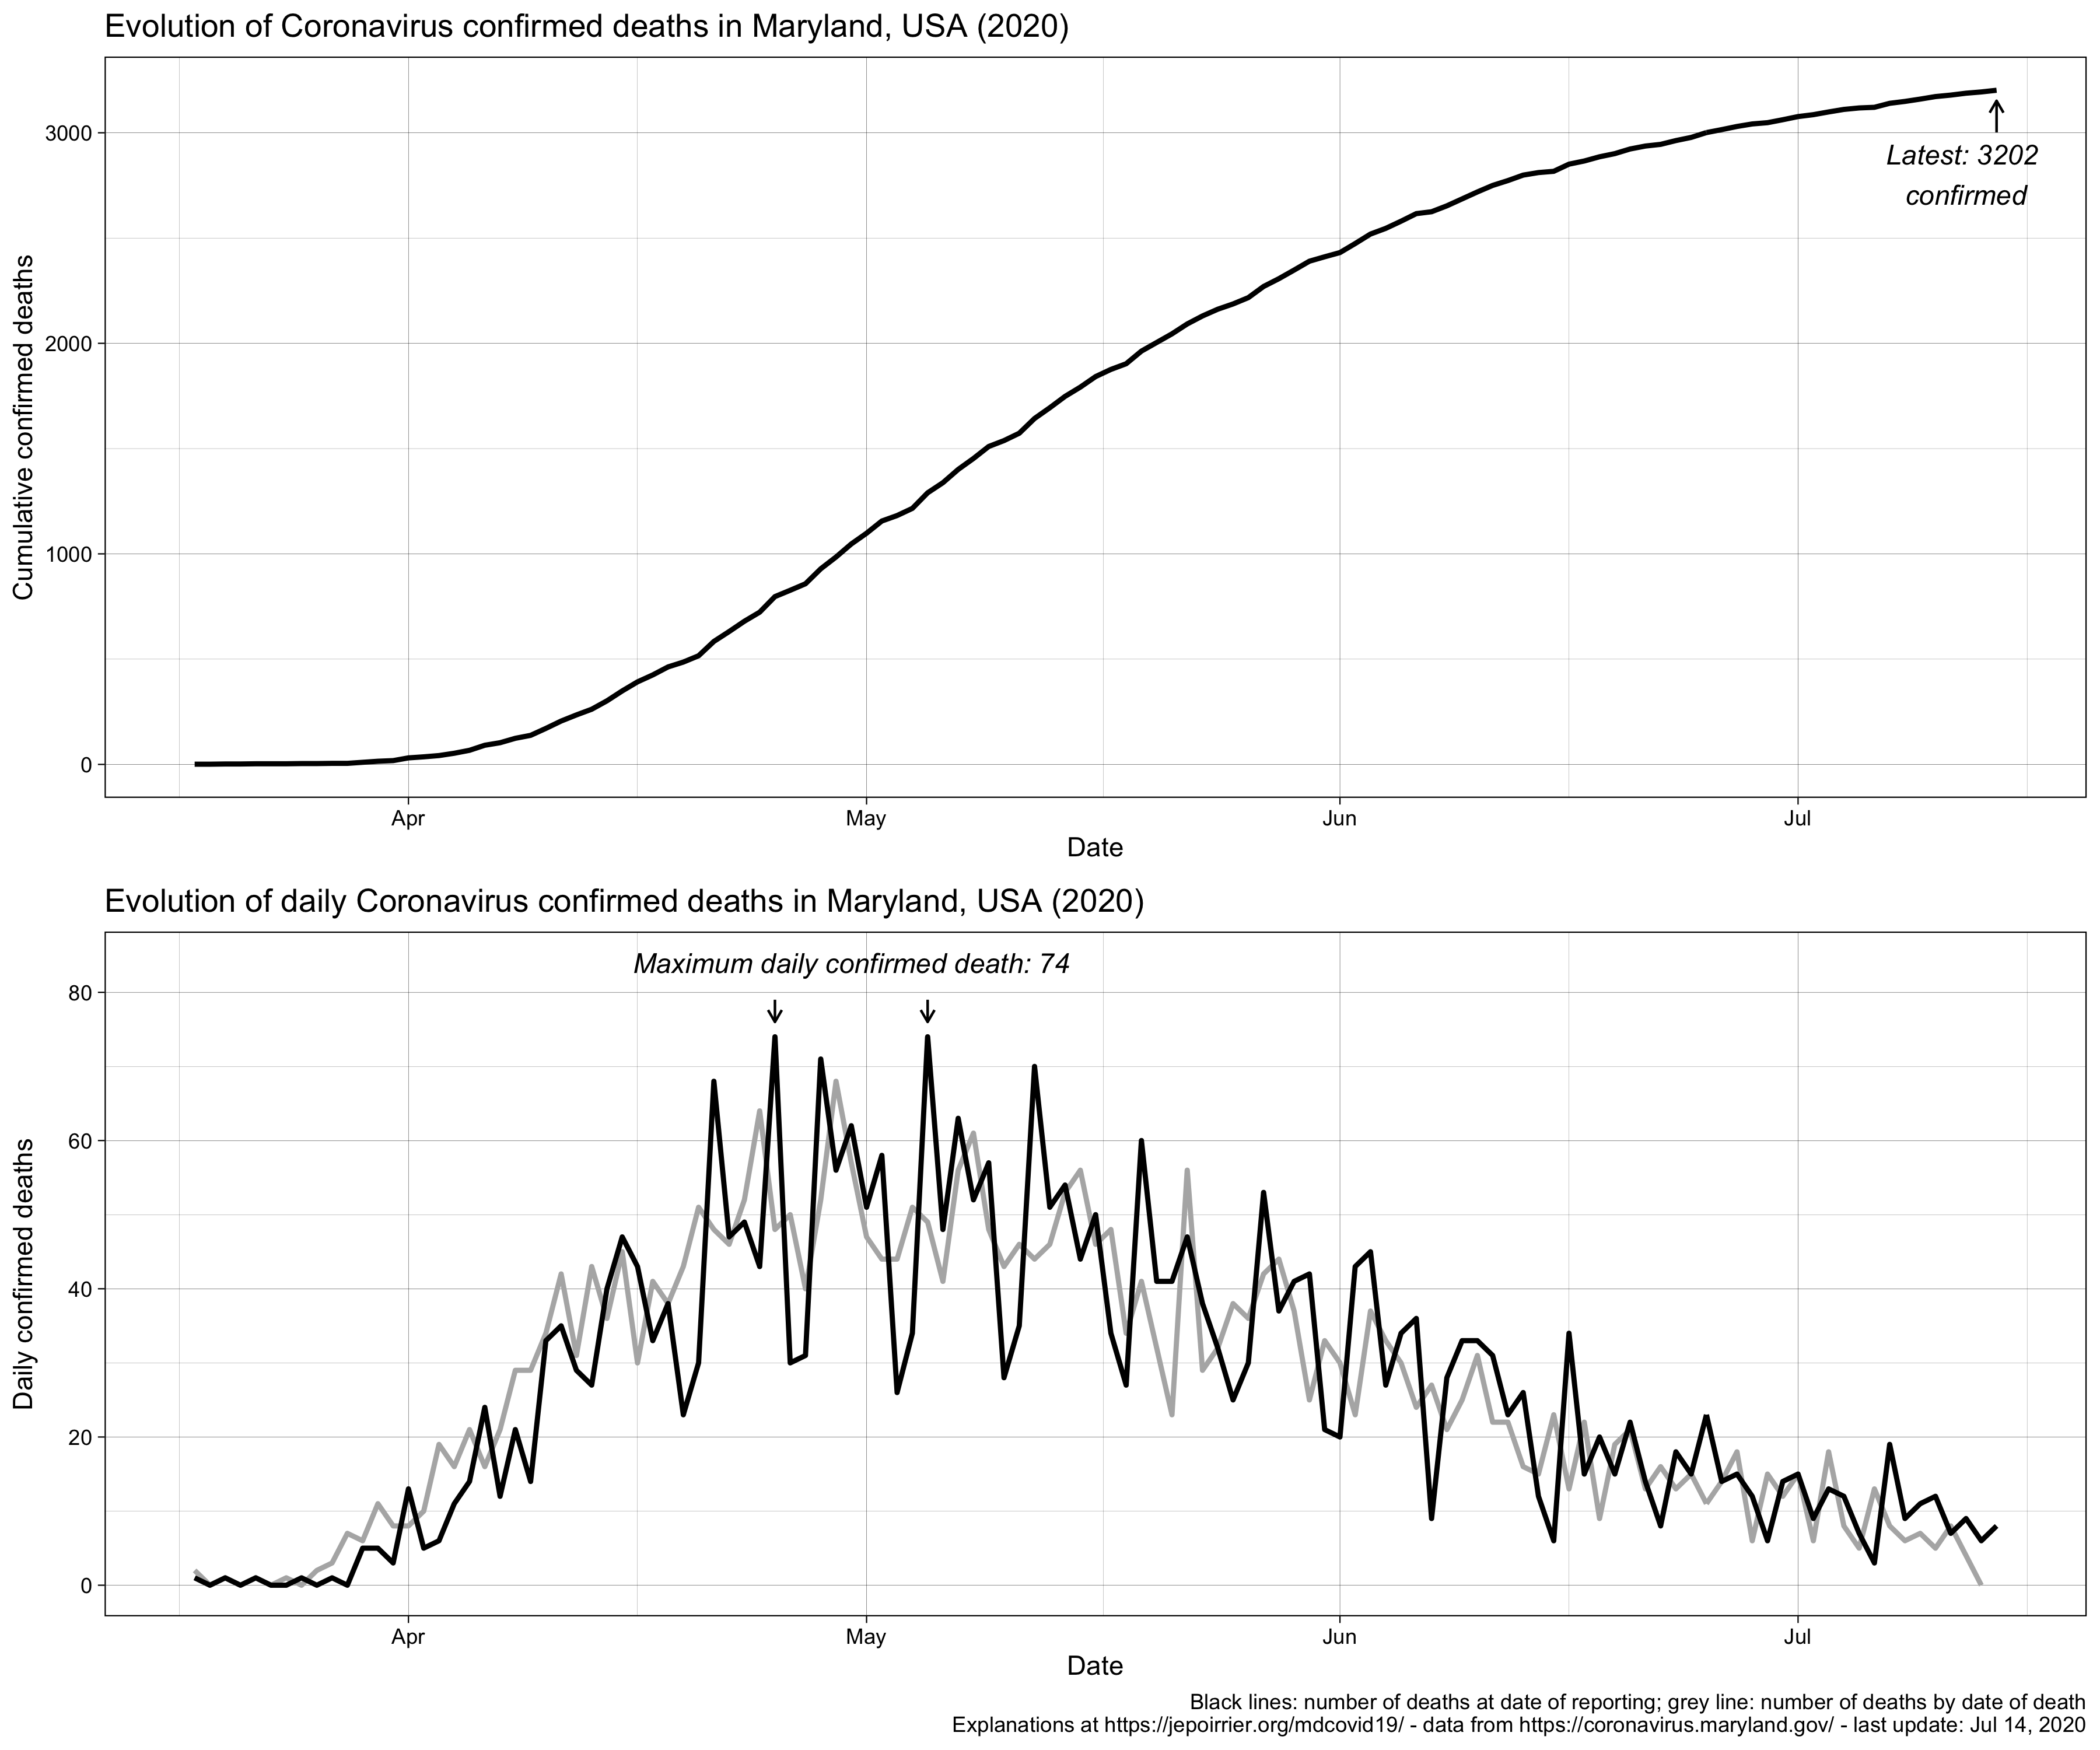 Evolution of Coronavirus confirmed deaths in Maryland, USA (2020)
Cumulative confirmed deaths
3000
2000
1000
0
Latest: 3202
confirmed
Apr
May
Jun
Jul
Date
Evolution of daily Coronavirus confirmed deaths in Maryland, USA (2020)
Daily confirmed deaths
Maximum daily confirmed death: 74
80
60
40
20
0
Apr
May
Jun
Jul
Date
Black lines: number of deaths at date of reporting; grey line: number of deaths by date of death
Explanations at https://jepoirrier.org/mdcovid19/ - data from https://coronavirus.maryland.gov/ - last update: Jul 14, 2020